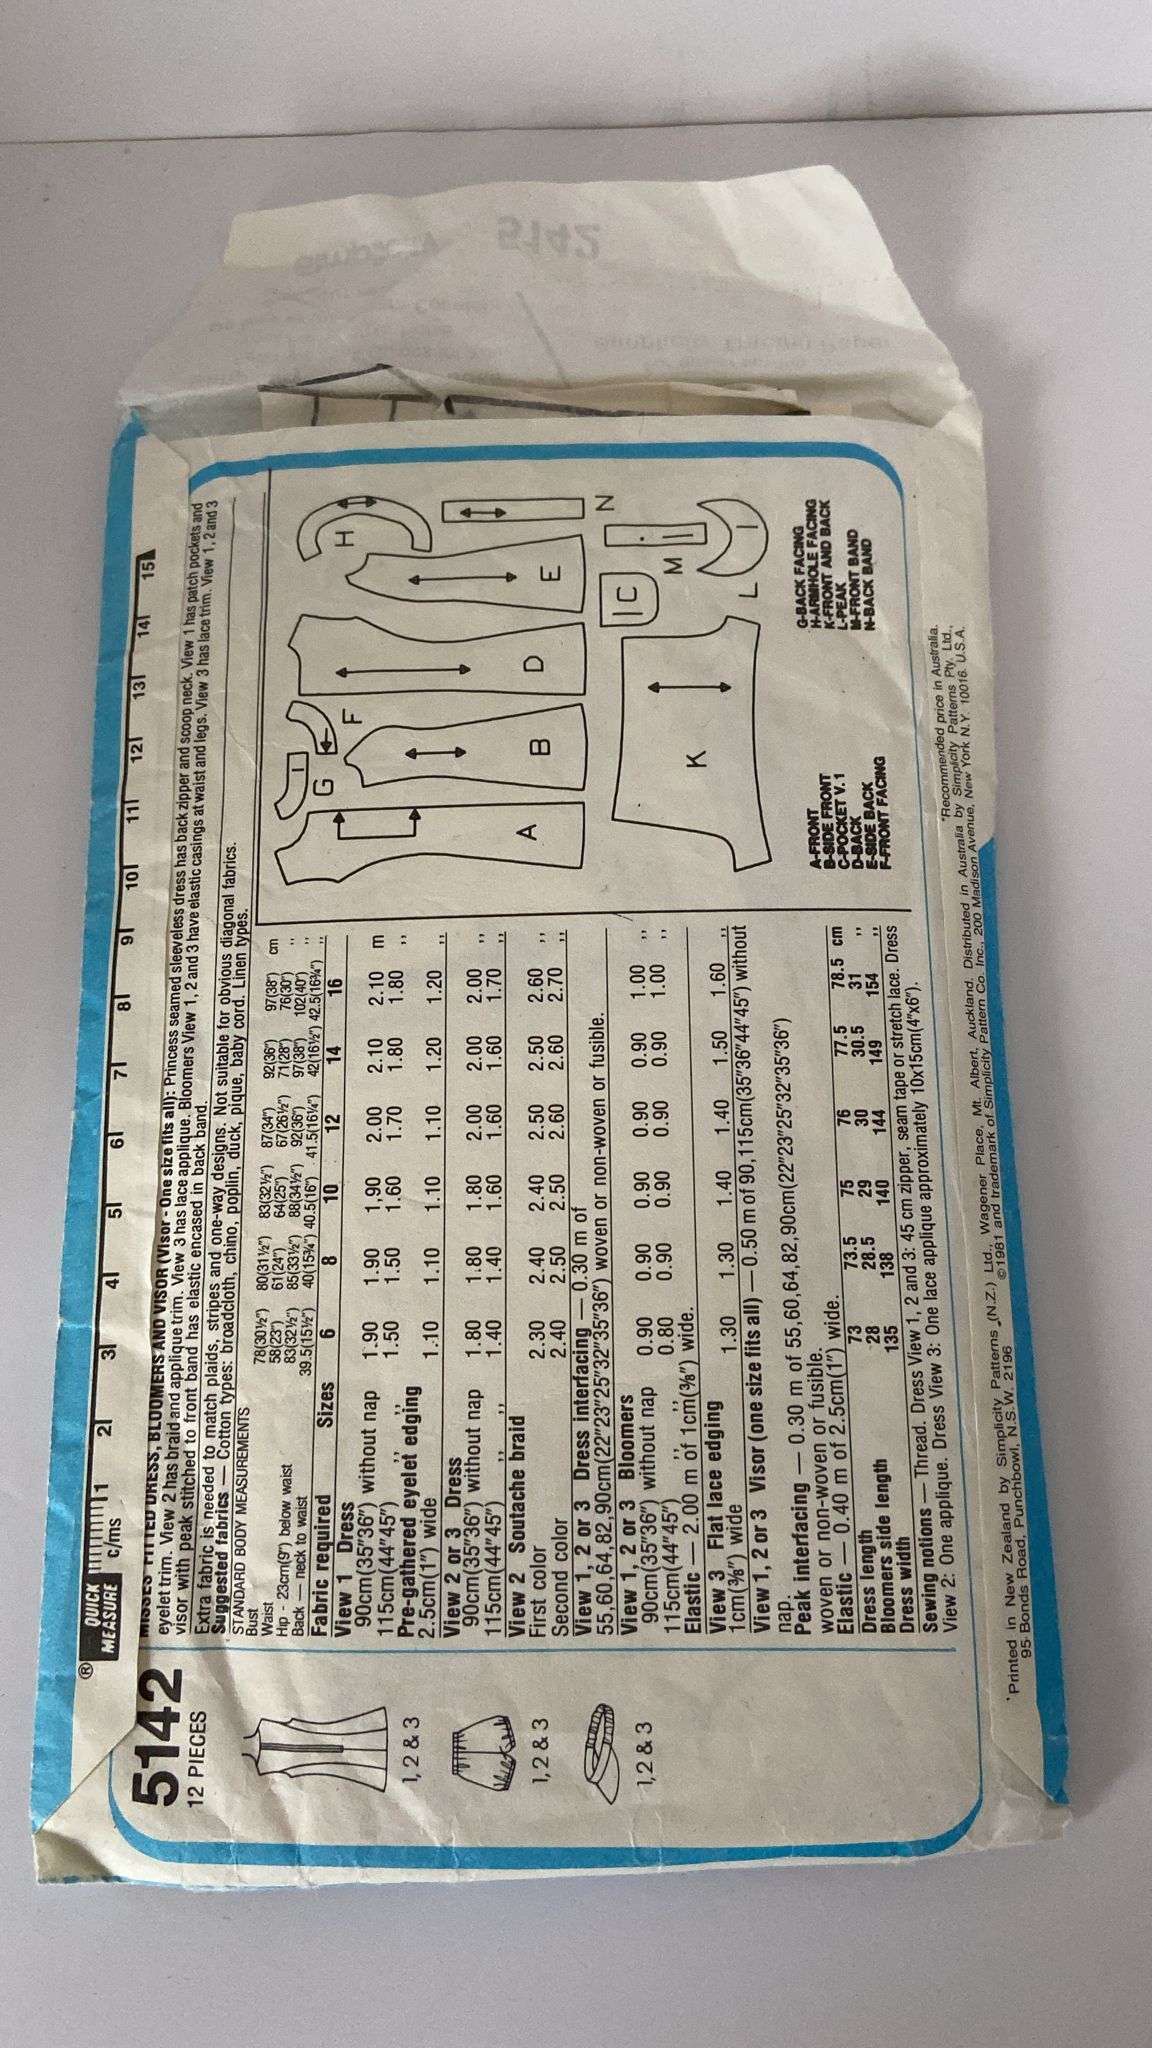 QUICK
MEASURE
®
c/ms 1 2 3 4 5 6 7 8 9 10 11 12 13 14 15
5142
12 PIECES
1, 2 & 3
1, 2 & 3
1, 2 & 3
MISSES' FITTED DRESS, BLOOMERS AND VISOR (Visor - One size fits all): Princess seamed sleeveless dress has back zipper and scoop neck. View 1 has patch pockets and
eyelet trim. View 2 has braid and applique trim. View 3 has lace applique. Bloomers View 1, 2 and 3 have elastic casings at waist and legs. View 3 has lace trim. View 1, 2 and 3
visor with peak stitched to front band has elastic encased in back band.
Extra fabric is needed to match plaids, stripes and one-way designs. Not suitable for obvious diagonal fabrics.
Suggested fabrics — Cotton types: broadcloth, chino, poplin, duck, pique, baby cord. Linen types.
STANDARD BODY MEASUREMENTS
Bust 78(30½") 80(31½") 83(32½") 87(34") 92(36") 97(38") cm
Waist 58(23") 61(24") 64(25") 67(26½") 71(28") 76(30") ,,
Hip - 23cm(9") below waist 83(32½") 85(33½") 88(34½") 92(36") 97(38") 102(40") ,,
Back — neck to waist 39.5(15½") 40(15¾") 40.5(16") 41.5(16¼") 42(16½") 42.5(16¾") ,,
Fabric required Sizes 6 8 10 12 14 16
View 1 Dress
90cm(35"36") without nap 1.90 1.90 1.90 2.00 2.10 2.10 m
115cm(44"45") ,, ,, 1.50 1.50 1.60 1.70 1.80 1.80 ,,
Pre-gathered eyelet edging
2.5cm(1") wide 1.10 1.10 1.10 1.10 1.20 1.20 ,,
View 2 or 3 Dress
90cm(35"36") without nap 1.80 1.80 1.80 2.00 2.00 2.00 ,,
115cm(44"45") ,, ,, 1.40 1.40 1.60 1.60 1.60 1.70 ,,
View 2 Soutache braid
First color 2.30 2.40 2.40 2.50 2.50 2.60 ,,
Second color 2.40 2.50 2.50 2.60 2.60 2.70 ,,
View 1, 2 or 3 Dress interfacing — 0.30 m of
55,60,64,82,90cm(22"23"25"32"35"36") woven or non-woven or fusible.
View 1, 2 or 3 Bloomers
90cm(35"36") without nap 0.90 0.90 0.90 0.90 0.90 1.00 ,,
115cm(44"45") ,, ,, 0.80 0.90 0.90 0.90 0.90 1.00 ,,
Elastic — 2.00 m of 1cm(⅜") wide.
View 3 Flat lace edging
1cm(⅜") wide 1.30 1.30 1.40 1.40 1.50 1.60 ,,
View 1, 2 or 3 Visor (one size fits all) — 0.50 m of 90,115cm(35"36"44"45") without
nap.
Peak interfacing — 0.30 m of 55,60,64,82,90cm(22"23"25"32"35"36")
woven or non-woven or fusible.
Elastic — 0.40 m of 2.5cm(1") wide.
Dress length 73 73.5 75 76 77.5 78.5 cm
Bloomers side length 28 28.5 29 30 30.5 31 ,,
Dress width 135 138 140 144 149 154 ,,
Sewing notions — Thread. Dress View 1, 2 and 3: 45 cm zipper, seam tape or stretch lace. Dress
View 2: One applique. Dress View 3: One lace applique approximately 10x15cm(4"x6").
A
B
D
E
F
G
H
N
K
C
M
L
A-FRONT
B-SIDE FRONT
C-POCKET V. 1
D-BACK
E-SIDE BACK
F-FRONT FACING
G-BACK FACING
H-ARMHOLE FACING
K-FRONT AND BACK
L-PEAK
M-FRONT BAND
N-BACK BAND
*Recommended price in Australia.
Printed in New Zealand by Simplicity Patterns (N.Z.) Ltd., Wagener Place, Mt. Albert, Auckland. Distributed in Australia by Simplicity Patterns Pty. Ltd.,
95 Bonds Road, Punchbowl, N.S.W. 2196 ©1981 and trademark of Simplicity Pattern Co. Inc., 200 Madison Avenue, New York N.Y. 10016. U.S.A.
Simplicity 5142